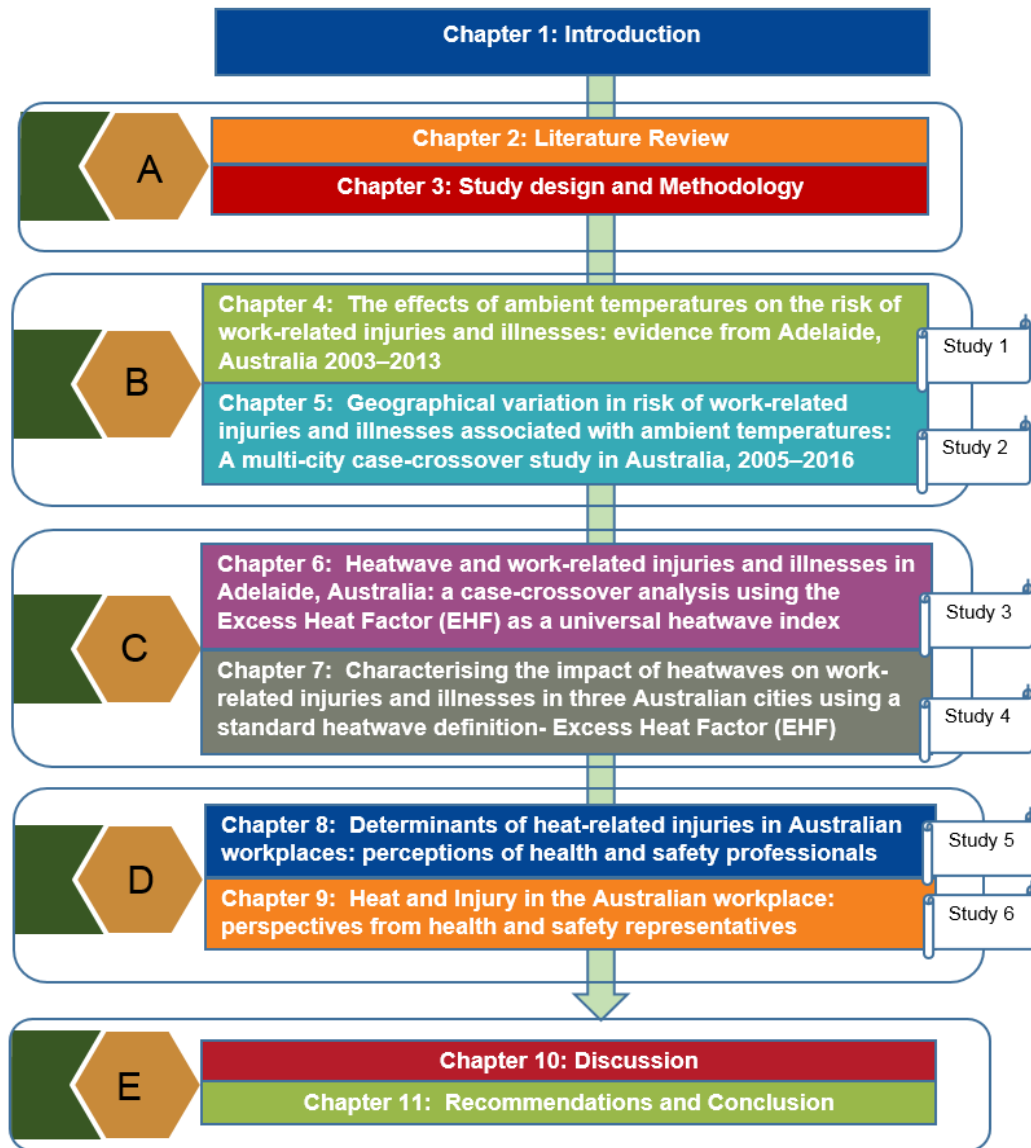 Chapter 1: Introduction
A
Chapter 2: Literature Review
Chapter 3: Study design and Methodology
B
Chapter 4: The effects of ambient temperatures on the risk of
work-related injuries and illnesses: evidence from Adelaide,
Australia 2003–2013
Study 1
Chapter 5: Geographical variation in risk of work-related
injuries and illnesses associated with ambient temperatures:
A multi-city case-crossover study in Australia, 2005–2016
Study 2
C
Chapter 6: Heatwave and work-related injuries and illnesses in
Adelaide, Australia: a case-crossover analysis using the
Excess Heat Factor (EHF) as a universal heatwave index
Study 3
Chapter 7: Characterising the impact of heatwaves on work-
related injuries and illnesses in three Australian cities using a
standard heatwave definition- Excess Heat Factor (EHF)
Study 4
D
Chapter 8: Determinants of heat-related injuries in Australian
workplaces: perceptions of health and safety professionals
Study 5
Chapter 9: Heat and Injury in the Australian workplace:
perspectives from health and safety representatives
Study 6
E
Chapter 10: Discussion
Chapter 11: Recommendations and Conclusion